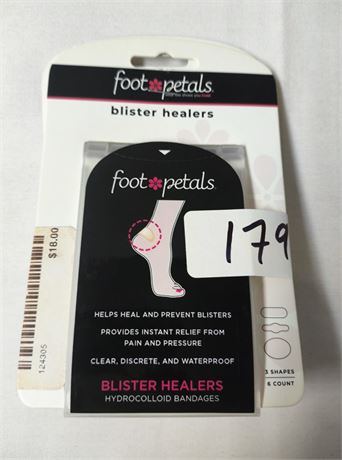 foot petals
blister healers
foot petals
$18.00
124305
179
HELPS HEAL AND PREVENT BLISTERS
PROVIDES INSTANT RELIEF FROM
PAIN AND PRESSURE
CLEAR, DISCRETE, AND WATERPROOF
BLISTER HEALERS
HYDROCOLLOID BANDAGES
3 SHAPES
6 COUNT